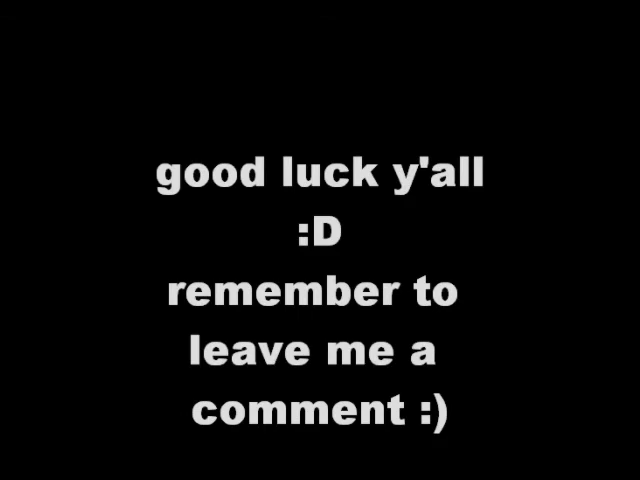 good luck y'all
:D
remember to
leave me a
comment :)